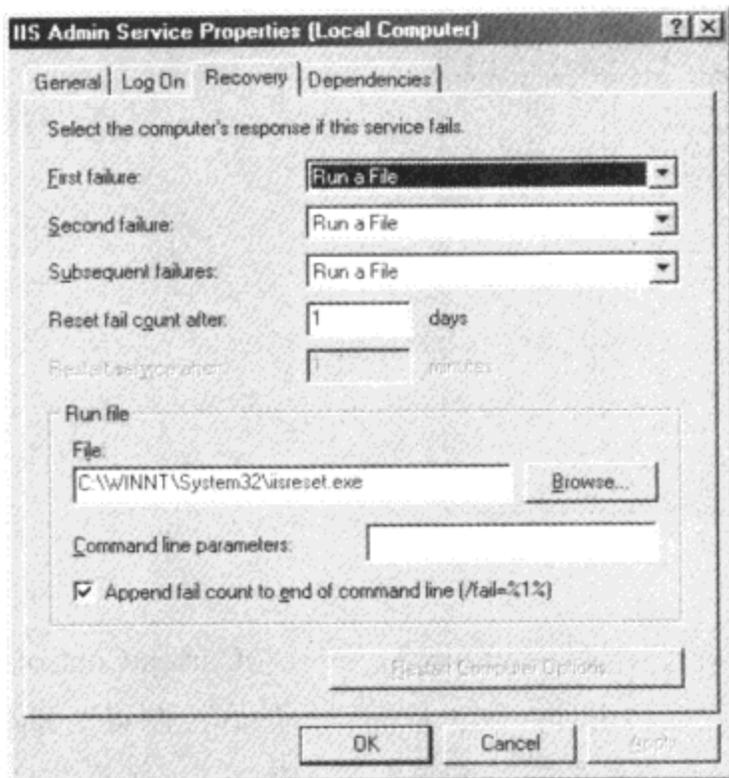 IIS Admin Service Properties (Local Computer)
General Log On Recovery Dependencies
Select the computer's response if this service fails.
First failure: Run a File
Second failure: Run a File
Subsequent failures: Run a File
Reset fail count after: 1 days
Restart service after: 1 minutes
Run file
File:
C:\WINNT\System32\iisreset.exe Browse...
Command line parameters:
Append fail count to end of command line (/fail=%1%)
Restart Computer Options
OK Cancel Apply